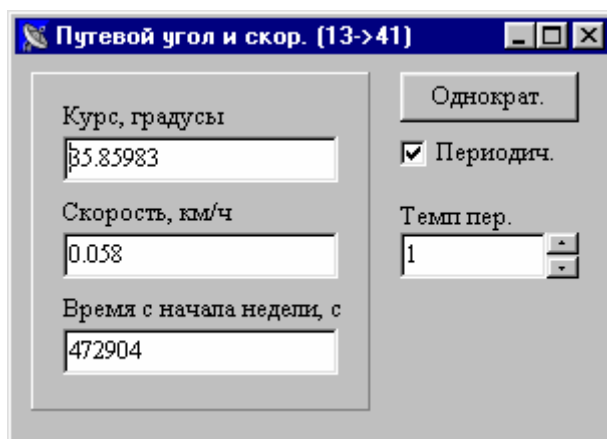 Путевой угол и скор. (13->41)
Курс, градусы
35.85983
Скорость, км/ч
0.058
Время с начала недели, с
472904
Однократ.
Периодич.
Темп пер.
1